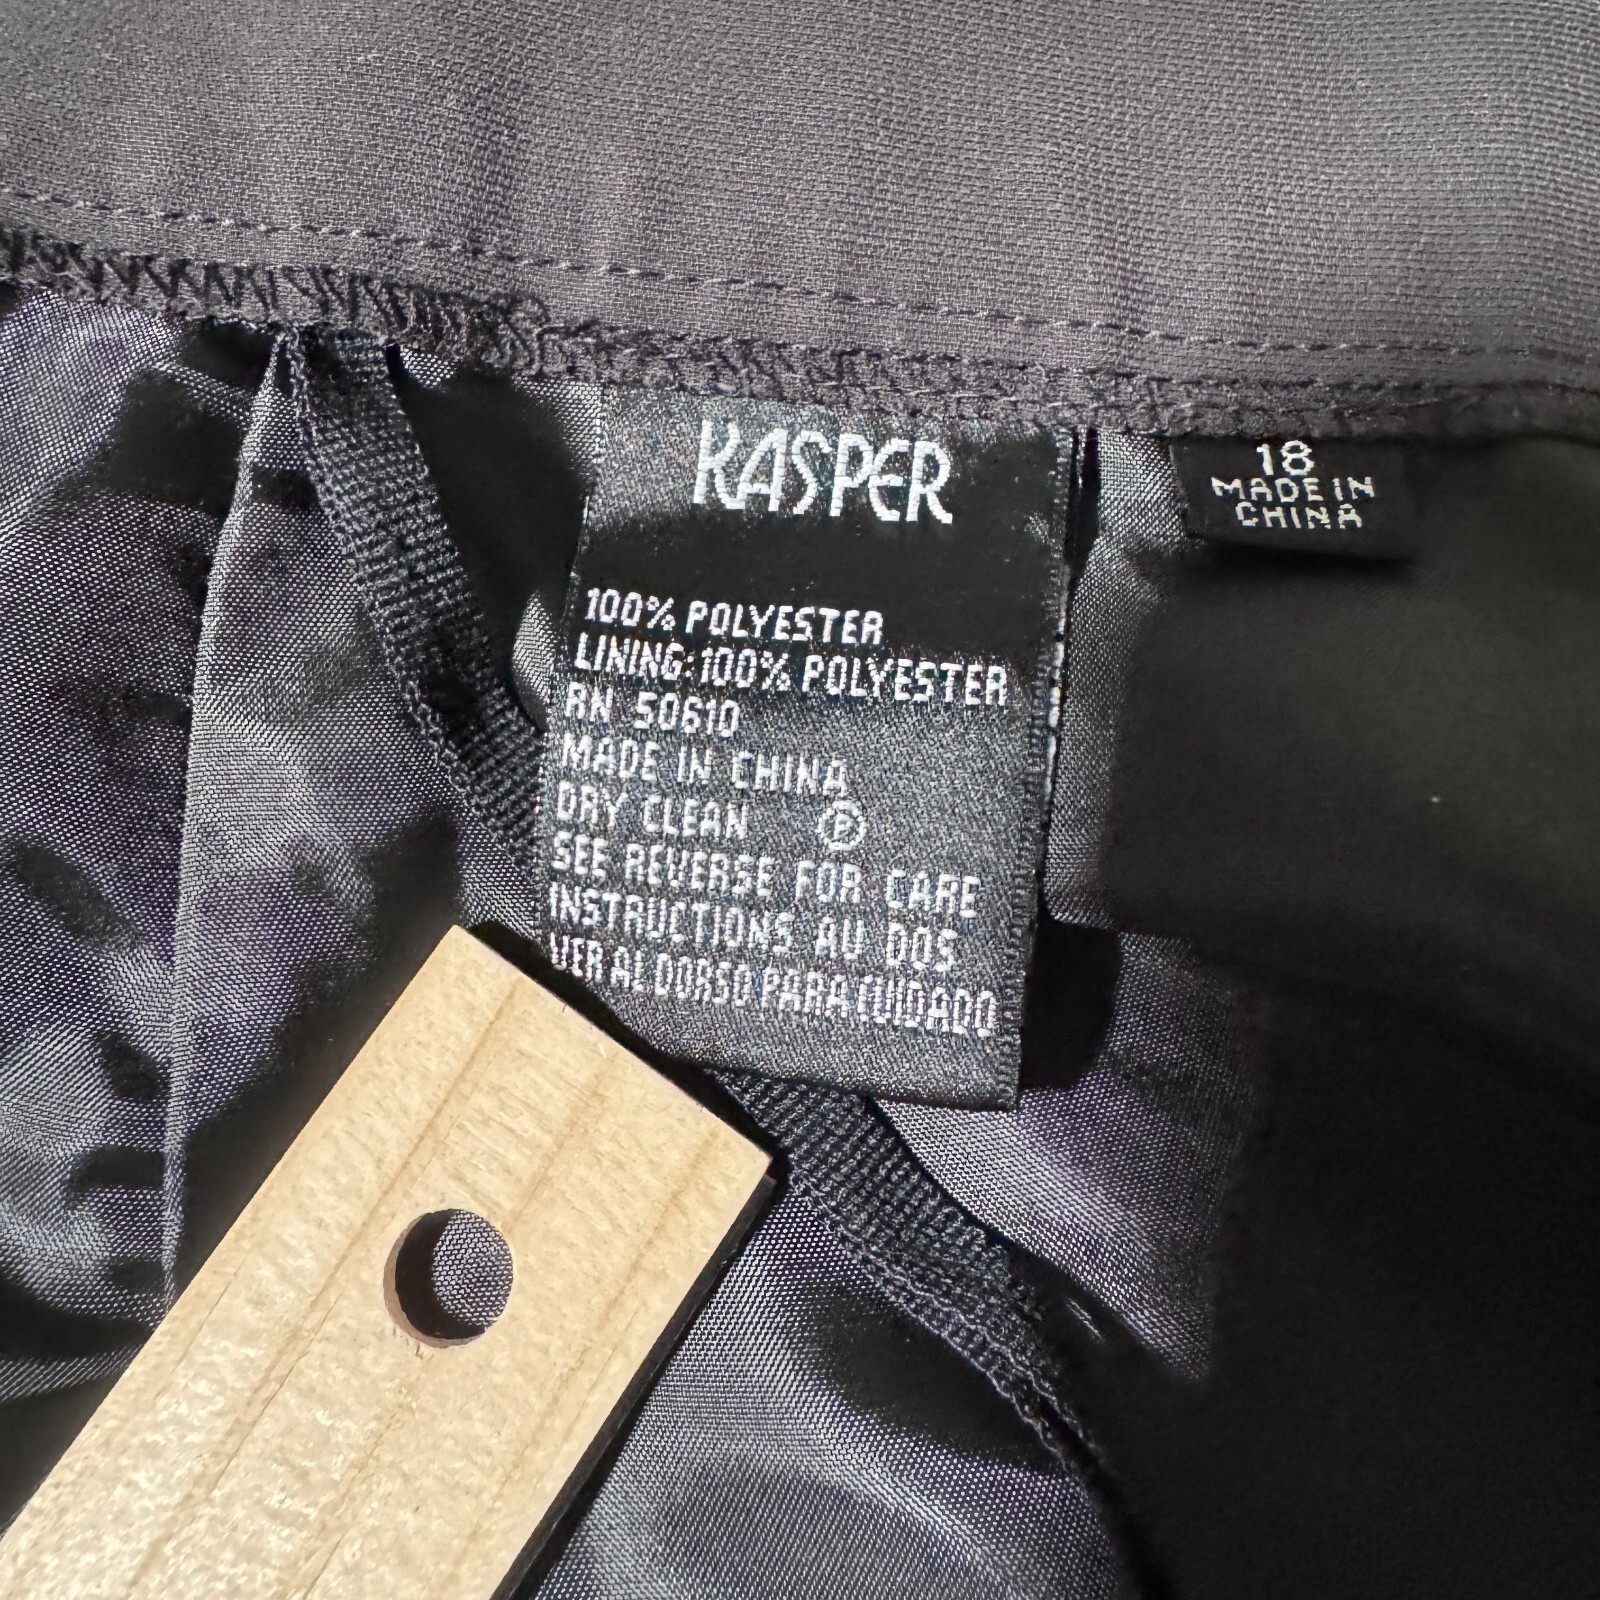 KASPER
100% POLYESTER
LINING:100% POLYESTER
RN 50610
MADE IN CHINA
DRY CLEAN Ⓟ
SEE REVERSE FOR CARE
INSTRUCTIONS AU DOS
VER AL DORSO PARA CUIDADO
18
MADE IN
CHINA